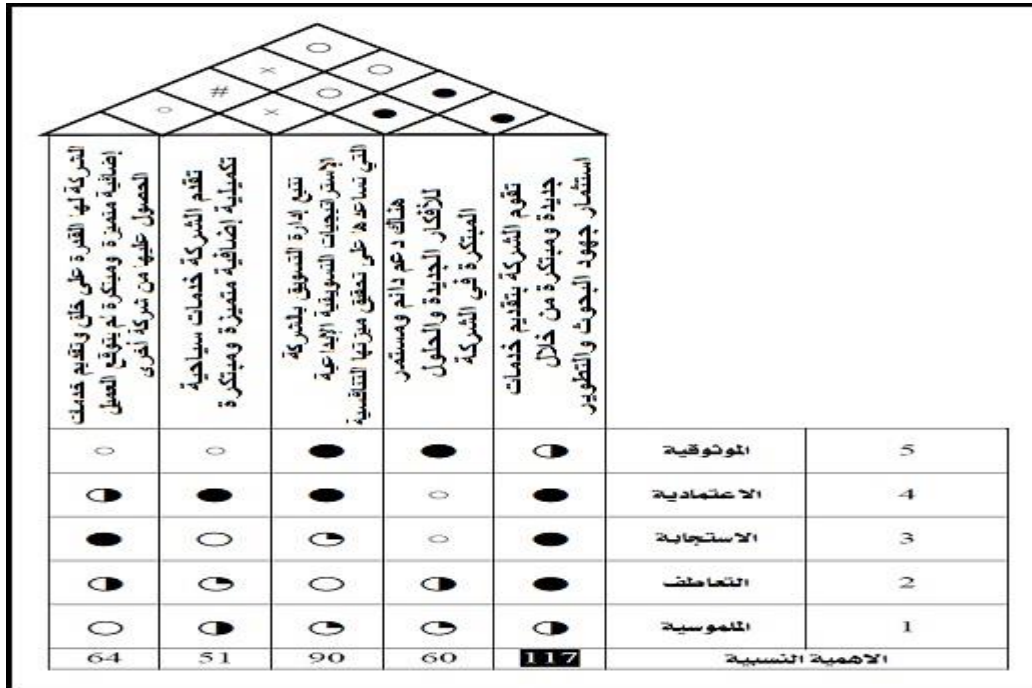 تقوم الشركة بتقديم خدمات
جديدة ومبتكرة من خلال
استثمار جهود البحوث والتطوير
هناك دعم دائم ومستمر
للأفكار الجديدة والحلول
المبتكرة في الشركة
تتبع إدارة التسويق بالشركة
الإستراتيجيات التسويقية الإبداعية
التي تساعدها على تحقق ميزتها التنافسية
تقدم الشركة خدمات سياحية
تكميلية إضافية متميزة ومبتكرة
الشركة لها القدرة على خلق وتقديم خدمات
إضافية متميزة ومبتكرة لم يتوقع العميل
الحصول عليها من شركة أخرى
5 الموثوقية
4 الاعتمادية
3 الاستجابة
2 التعاطف
1 الملموسية
الاهمية النسبية 117 60 90 51 64